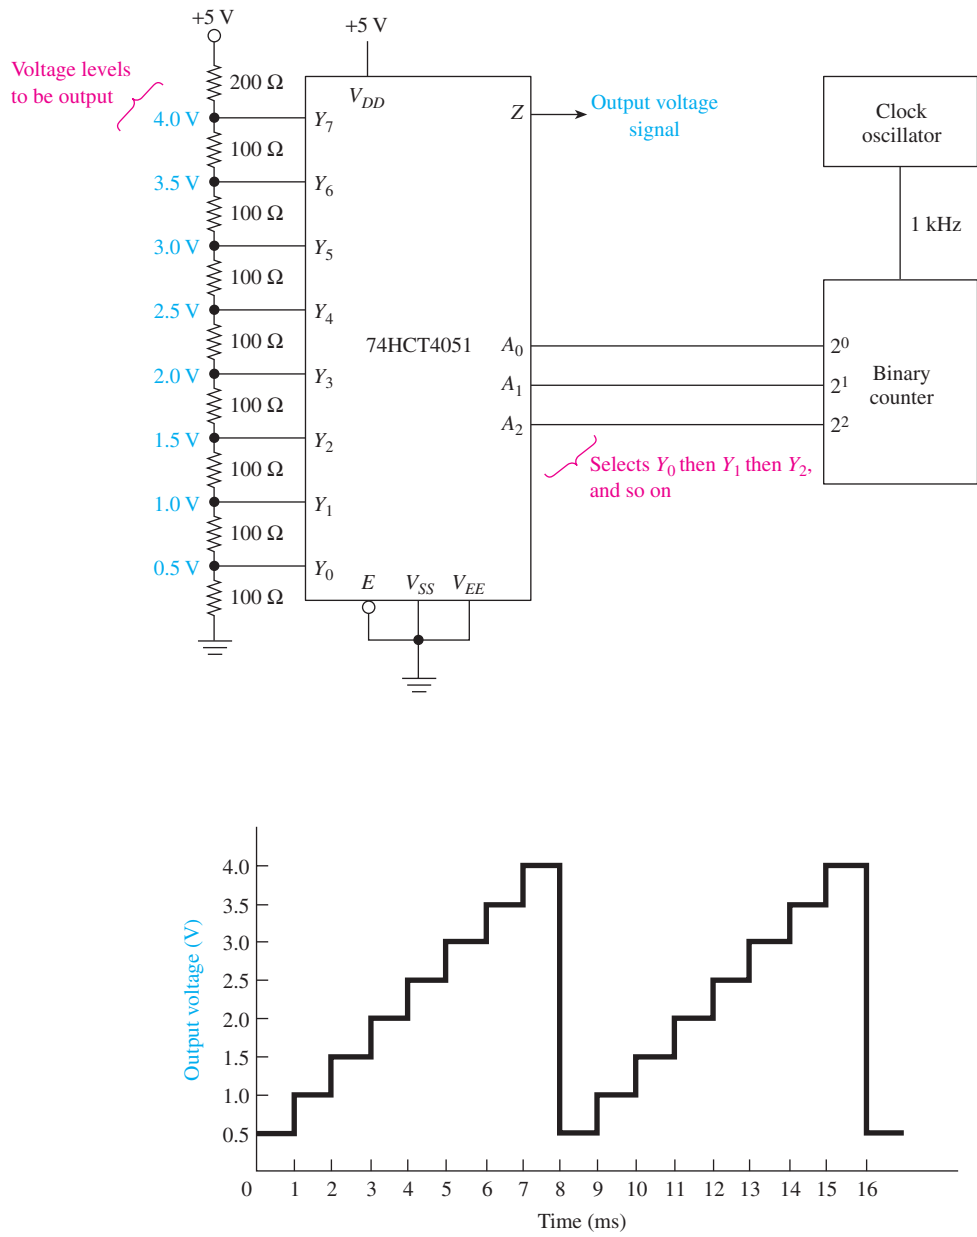 +5 V
+5 V
Voltage levels
to be output
200 Ω
V_DD
4.0 V
Y_7
Z
Output voltage
signal
Clock
oscillator
100 Ω
3.5 V
Y_6
100 Ω
1 kHz
3.0 V
Y_5
100 Ω
2.5 V
Y_4
100 Ω
74HCT4051
A_0
2^0
2.0 V
Y_3
A_1
2^1
Binary
counter
100 Ω
A_2
2^2
1.5 V
Y_2
100 Ω
Selects Y_0 then Y_1 then Y_2,
and so on
1.0 V
Y_1
100 Ω
0.5 V
Y_0
E
V_SS
V_EE
100 Ω
Output voltage (V)
4.0
3.5
3.0
2.5
2.0
1.5
1.0
0.5
0 1 2 3 4 5 6 7 8 9 10 11 12 13 14 15 16
Time (ms)